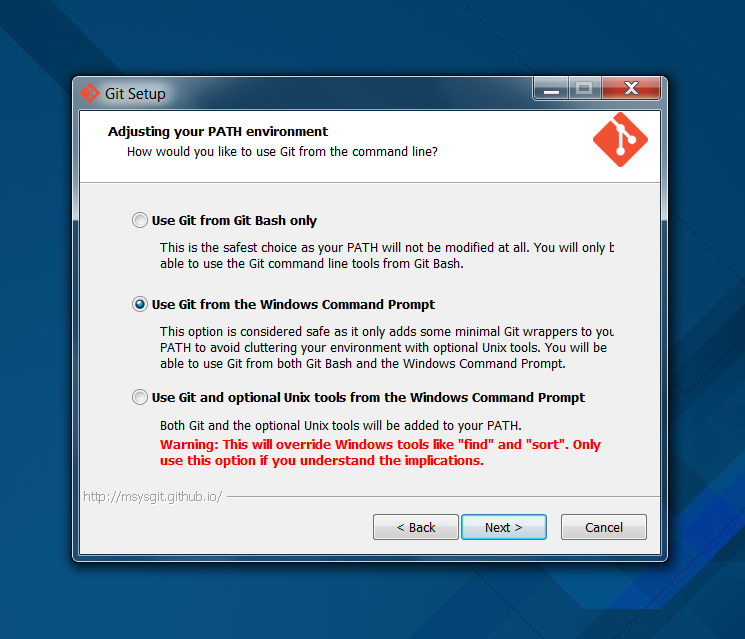 Git Setup
Adjusting your PATH environment
How would you like to use Git from the command line?
Use Git from Git Bash only
This is the safest choice as your PATH will not be modified at all. You will only
able to use the Git command line tools from Git Bash.
Use Git from the Windows Command Prompt
This option is considered safe as it only adds some minimal Git wrappers to you
PATH to avoid cluttering your environment with optional Unix tools. You will be
able to use Git from both Git Bash and the Windows Command Prompt.
Use Git and optional Unix tools from the Windows Command Prompt
Both Git and the optional Unix tools will be added to your PATH.
Warning: This will override Windows tools like "find" and "sort". Only
use this option if you understand the implications.
http://msysgit.github.io/
< Back
Next >
Cancel